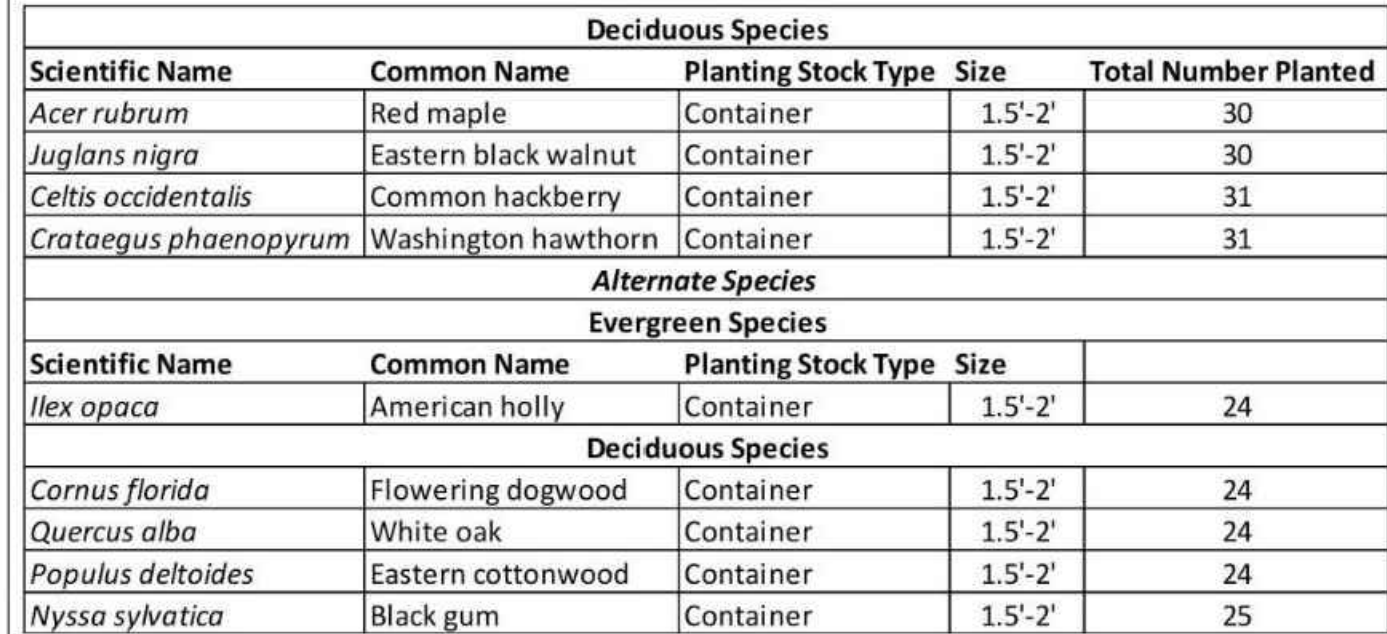 Deciduous Species
Scientific Name Common Name Planting Stock Type Size Total Number Planted
Acer rubrum Red maple Container 1.5'-2' 30
Juglans nigra Eastern black walnut Container 1.5'-2' 30
Celtis occidentalis Common hackberry Container 1.5'-2' 31
Crataegus phaenopyrum Washington hawthorn Container 1.5'-2' 31
Alternate Species
Evergreen Species
Scientific Name Common Name Planting Stock Type Size
Ilex opaca American holly Container 1.5'-2' 24
Deciduous Species
Cornus florida Flowering dogwood Container 1.5'-2' 24
Quercus alba White oak Container 1.5'-2' 24
Populus deltoides Eastern cottonwood Container 1.5'-2' 24
Nyssa sylvatica Black gum Container 1.5'-2' 25